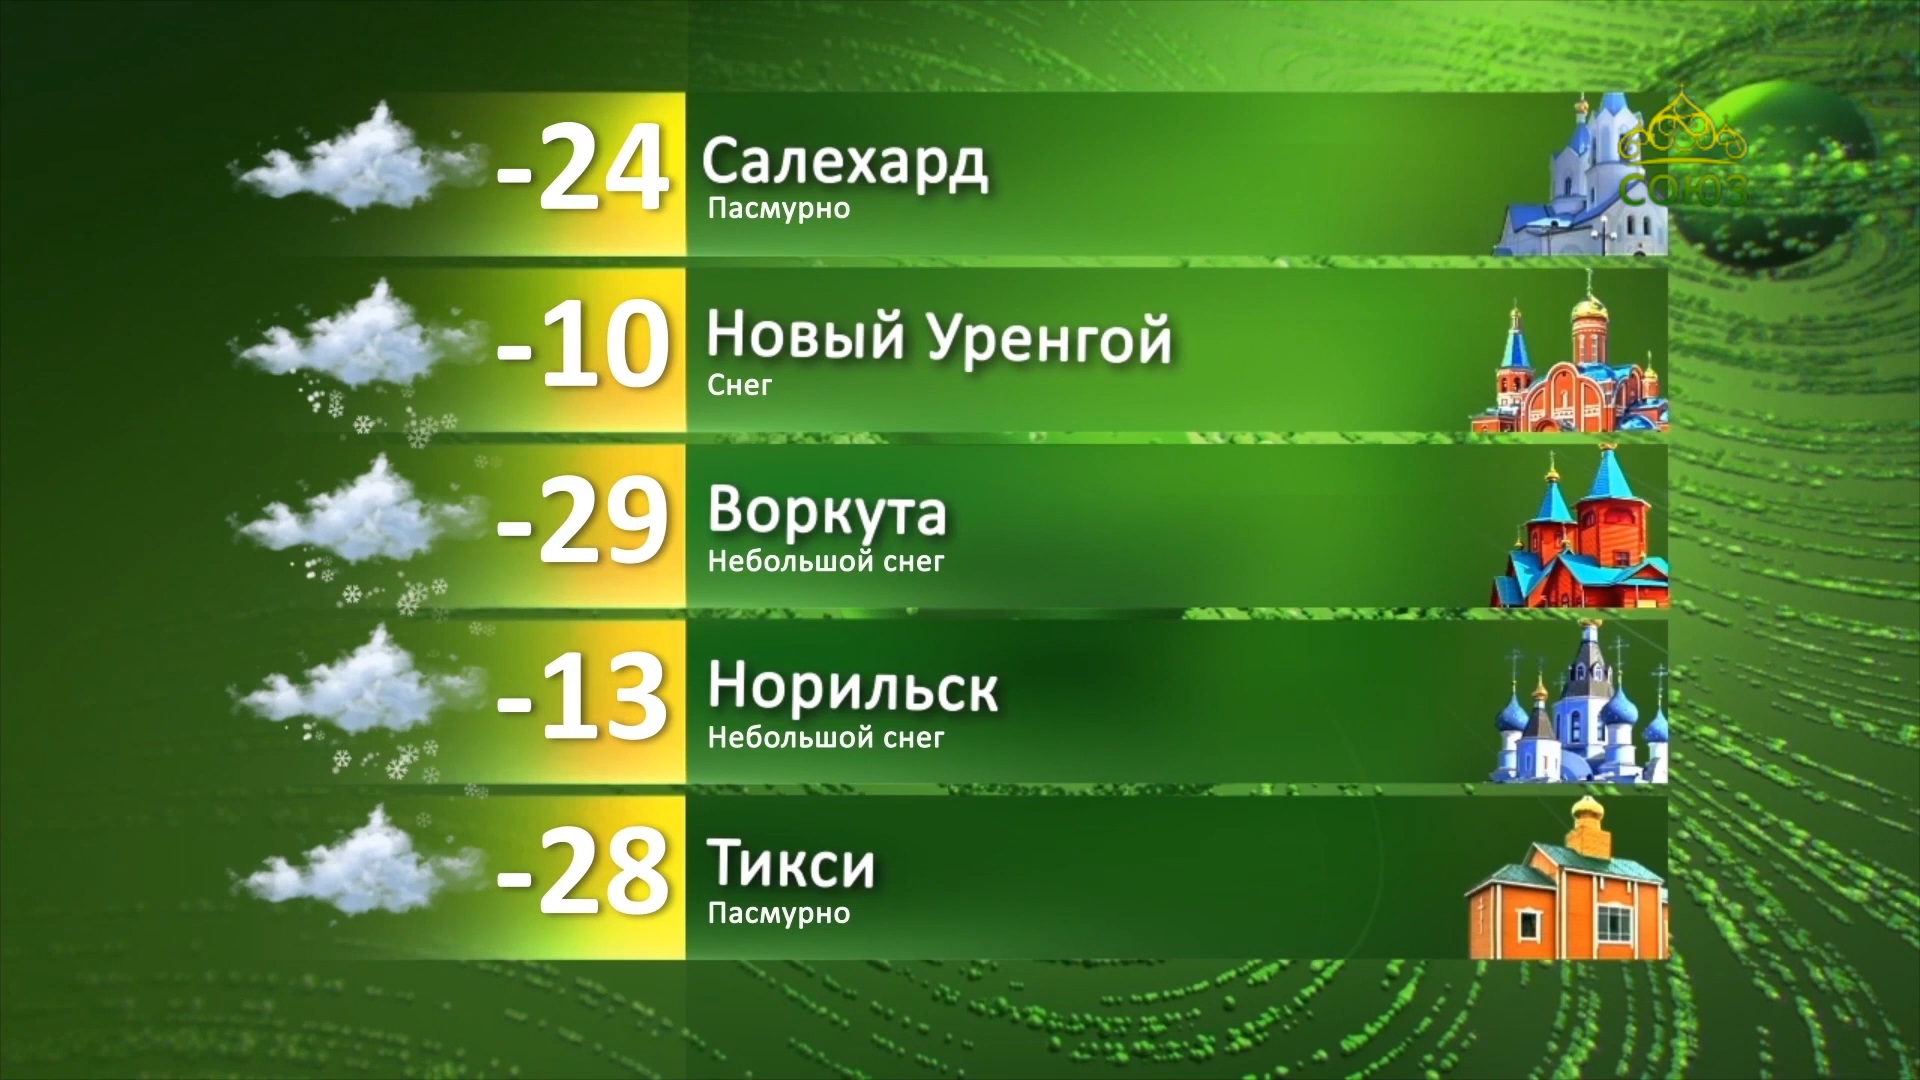 -24 Салехард
Пасмурно
СОЮЗ
-10 Новый Уренгой
Снег
-29 Воркута
Небольшой снег
-13 Норильск
Небольшой снег
-28 Тикси
Пасмурно